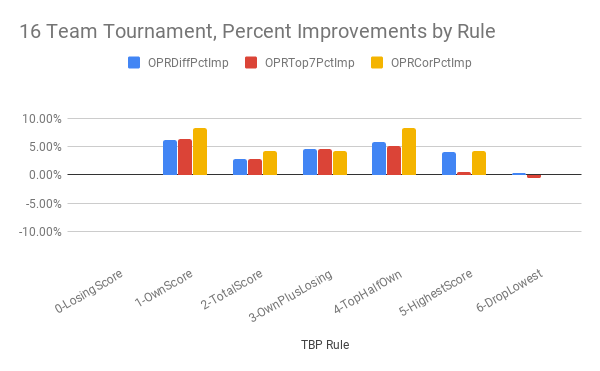 16 Team Tournament, Percent Improvements by Rule
OPRDiffPctImp OPRTop7PctImp OPRCorPctImp
10.00%
5.00%
0.00%
-5.00%
-10.00%
0-LosingScore
1-OwnScore
2-TotalScore
3-OwnPlusLosing
4-TopHalfOwn
5-HighestScore
6-DropLowest
TBP Rule